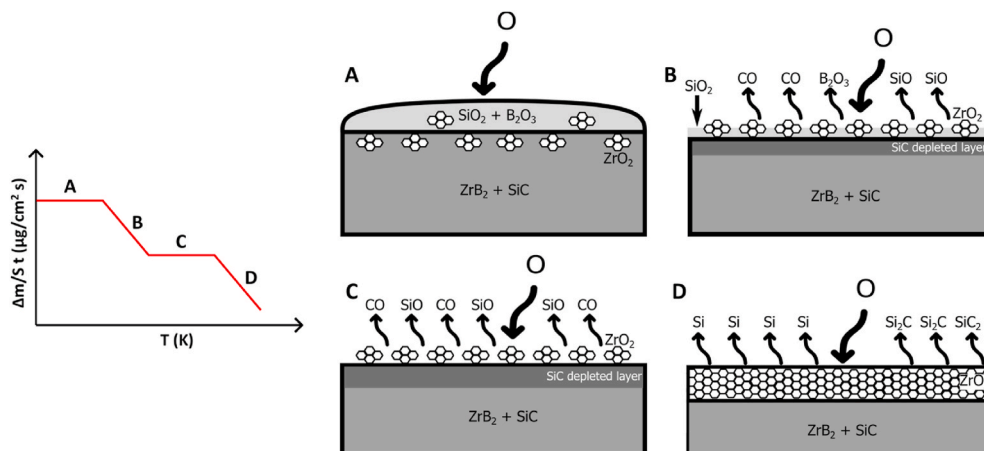 Δm/S t (μg/cm² s)
A
B
C
D
T (K)
A
O
SiO₂ + B₂O₃
ZrO₂
ZrB₂ + SiC
B
O
SiO₂
CO
CO
B₂O₃
SiO
SiO
ZrO₂
SiC depleted layer
ZrB₂ + SiC
C
O
CO
SiO
CO
SiO
SiO
CO
ZrO₂
SiC depleted layer
ZrB₂ + SiC
D
O
Si
Si
Si
Si
Si₂C
Si₂C
SiC₂
ZrO
ZrB₂ + SiC